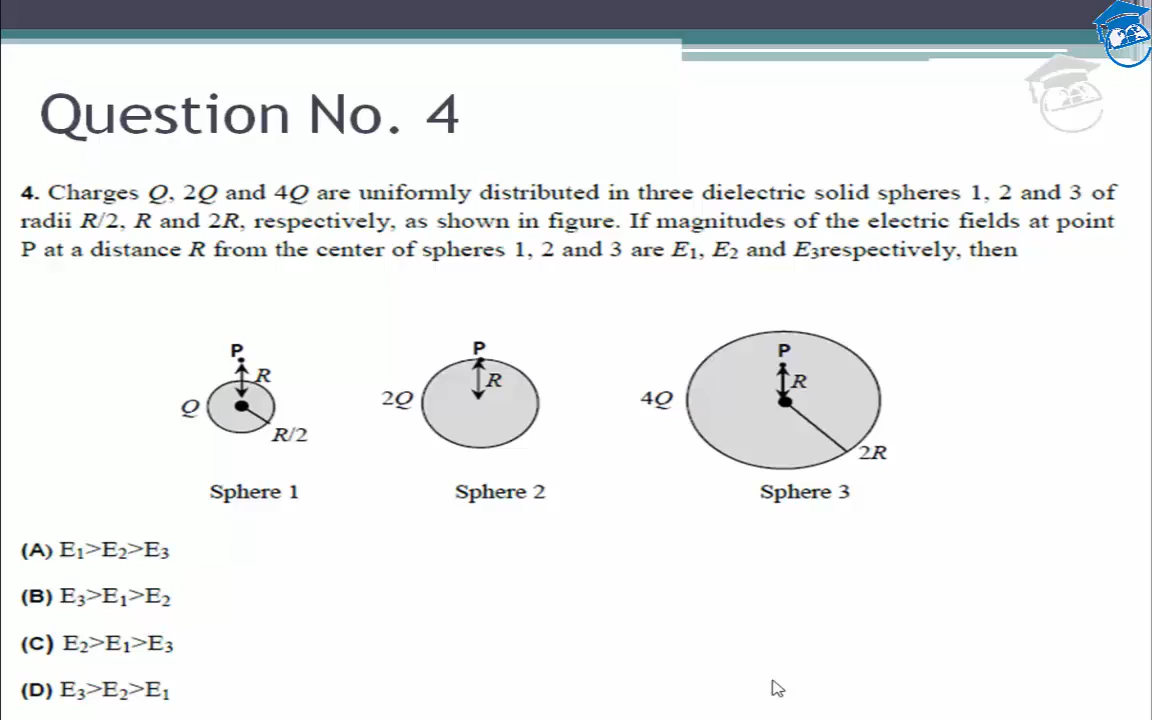 Question No. 4
4. Charges Q, 2Q and 4Q are uniformly distributed in three dielectric solid spheres 1, 2 and 3 of
radii R/2, R and 2R, respectively, as shown in figure. If magnitudes of the electric fields at point
P at a distance R from the center of spheres 1, 2 and 3 are E1, E2 and E3respectively, then
P
P
P
R
R
R
Q
2Q
4Q
R/2
2R
Sphere 1
Sphere 2
Sphere 3
(A) E1>E2>E3
(B) E3>E1>E2
(C) E2>E1>E3
(D) E3>E2>E1